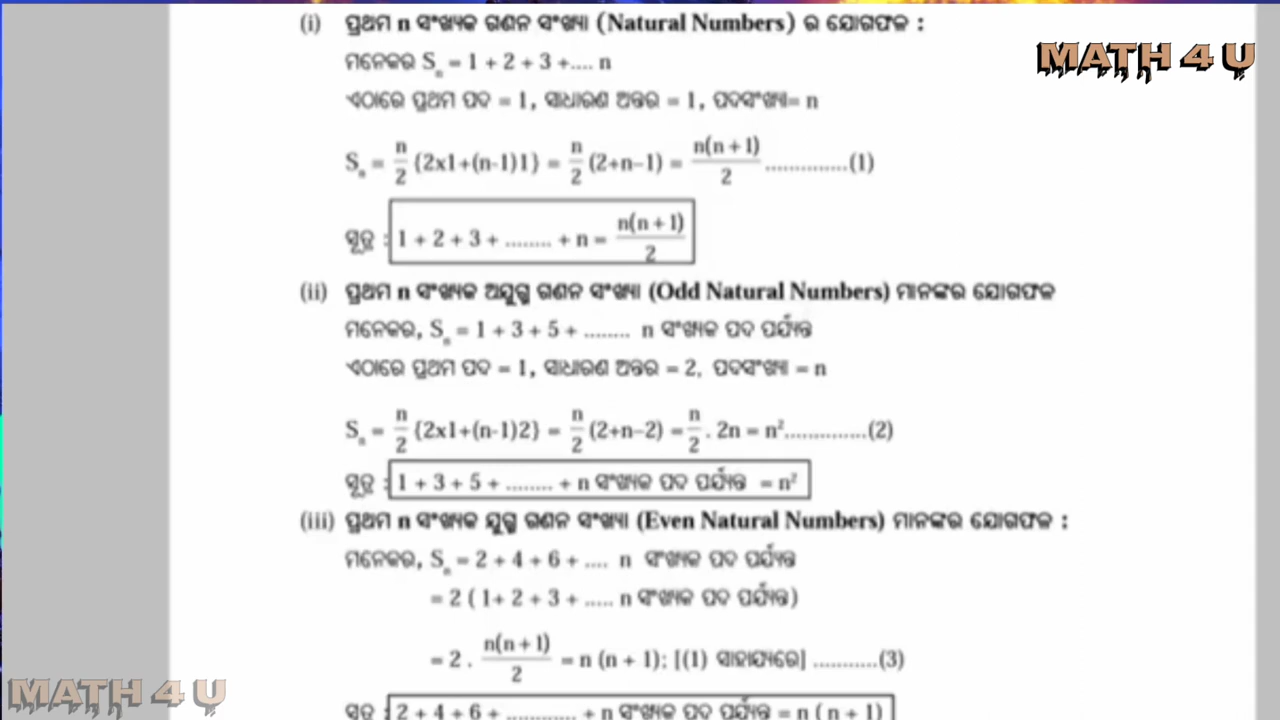 (i) ପ୍ରଥମ n ସଂଖ୍ୟକ ଗଣନ ସଂଖ୍ୟା (Natural Numbers) ର ଯୋଗଫଳ :
MATH 4 U
ମନେକର Sₙ = 1 + 2 + 3 +.... n
ଏଠାରେ ପ୍ରଥମ ପଦ = 1, ସାଧାରଣ ଅନ୍ତର = 1, ପଦସଂଖ୍ୟା= n
Sₙ = n/2 {2x1+(n-1)1} = n/2 (2+n–1) = n(n + 1)/2 ..............(1)
ସୂତ୍ର : 1 + 2 + 3 + ........ + n = n(n + 1)/2
(ii) ପ୍ରଥମ n ସଂଖ୍ୟକ ଅଯୁଗ୍ମ ଗଣନ ସଂଖ୍ୟା (Odd Natural Numbers) ମାନଙ୍କର ଯୋଗଫଳ
ମନେକର, Sₙ = 1 + 3 + 5 + ........ n ସଂଖ୍ୟକ ପଦ ପର୍ଯ୍ୟନ୍ତ
ଏଠାରେ ପ୍ରଥମ ପଦ = 1, ସାଧାରଣ ଅନ୍ତର = 2, ପଦସଂଖ୍ୟା = n
Sₙ = n/2 {2x1+(n-1)2} = n/2 (2+n–2) = n/2 . 2n = n²..............(2)
ସୂତ୍ର : 1 + 3 + 5 + ........ + n ସଂଖ୍ୟକ ପଦ ପର୍ଯ୍ୟନ୍ତ = n²
(iii) ପ୍ରଥମ n ସଂଖ୍ୟକ ଯୁଗ୍ମ ଗଣନ ସଂଖ୍ୟା (Even Natural Numbers) ମାନଙ୍କର ଯୋଗଫଳ :
ମନେକର, Sₙ = 2 + 4 + 6 + .... n ସଂଖ୍ୟକ ପଦ ପର୍ଯ୍ୟନ୍ତ
= 2 ( 1+ 2 + 3 + ..... n ସଂଖ୍ୟକ ପଦ ପର୍ଯ୍ୟନ୍ତ)
= 2 . n(n + 1)/2 = n (n + 1); [(1) ସାହାଯ୍ୟରେ] ...........(3)
MATH 4 U
ସୂତ୍ର : 2 + 4 + 6 + ............ + n ସଂଖ୍ୟକ ପଦ ପର୍ଯ୍ୟନ୍ତ = n ( n + 1)